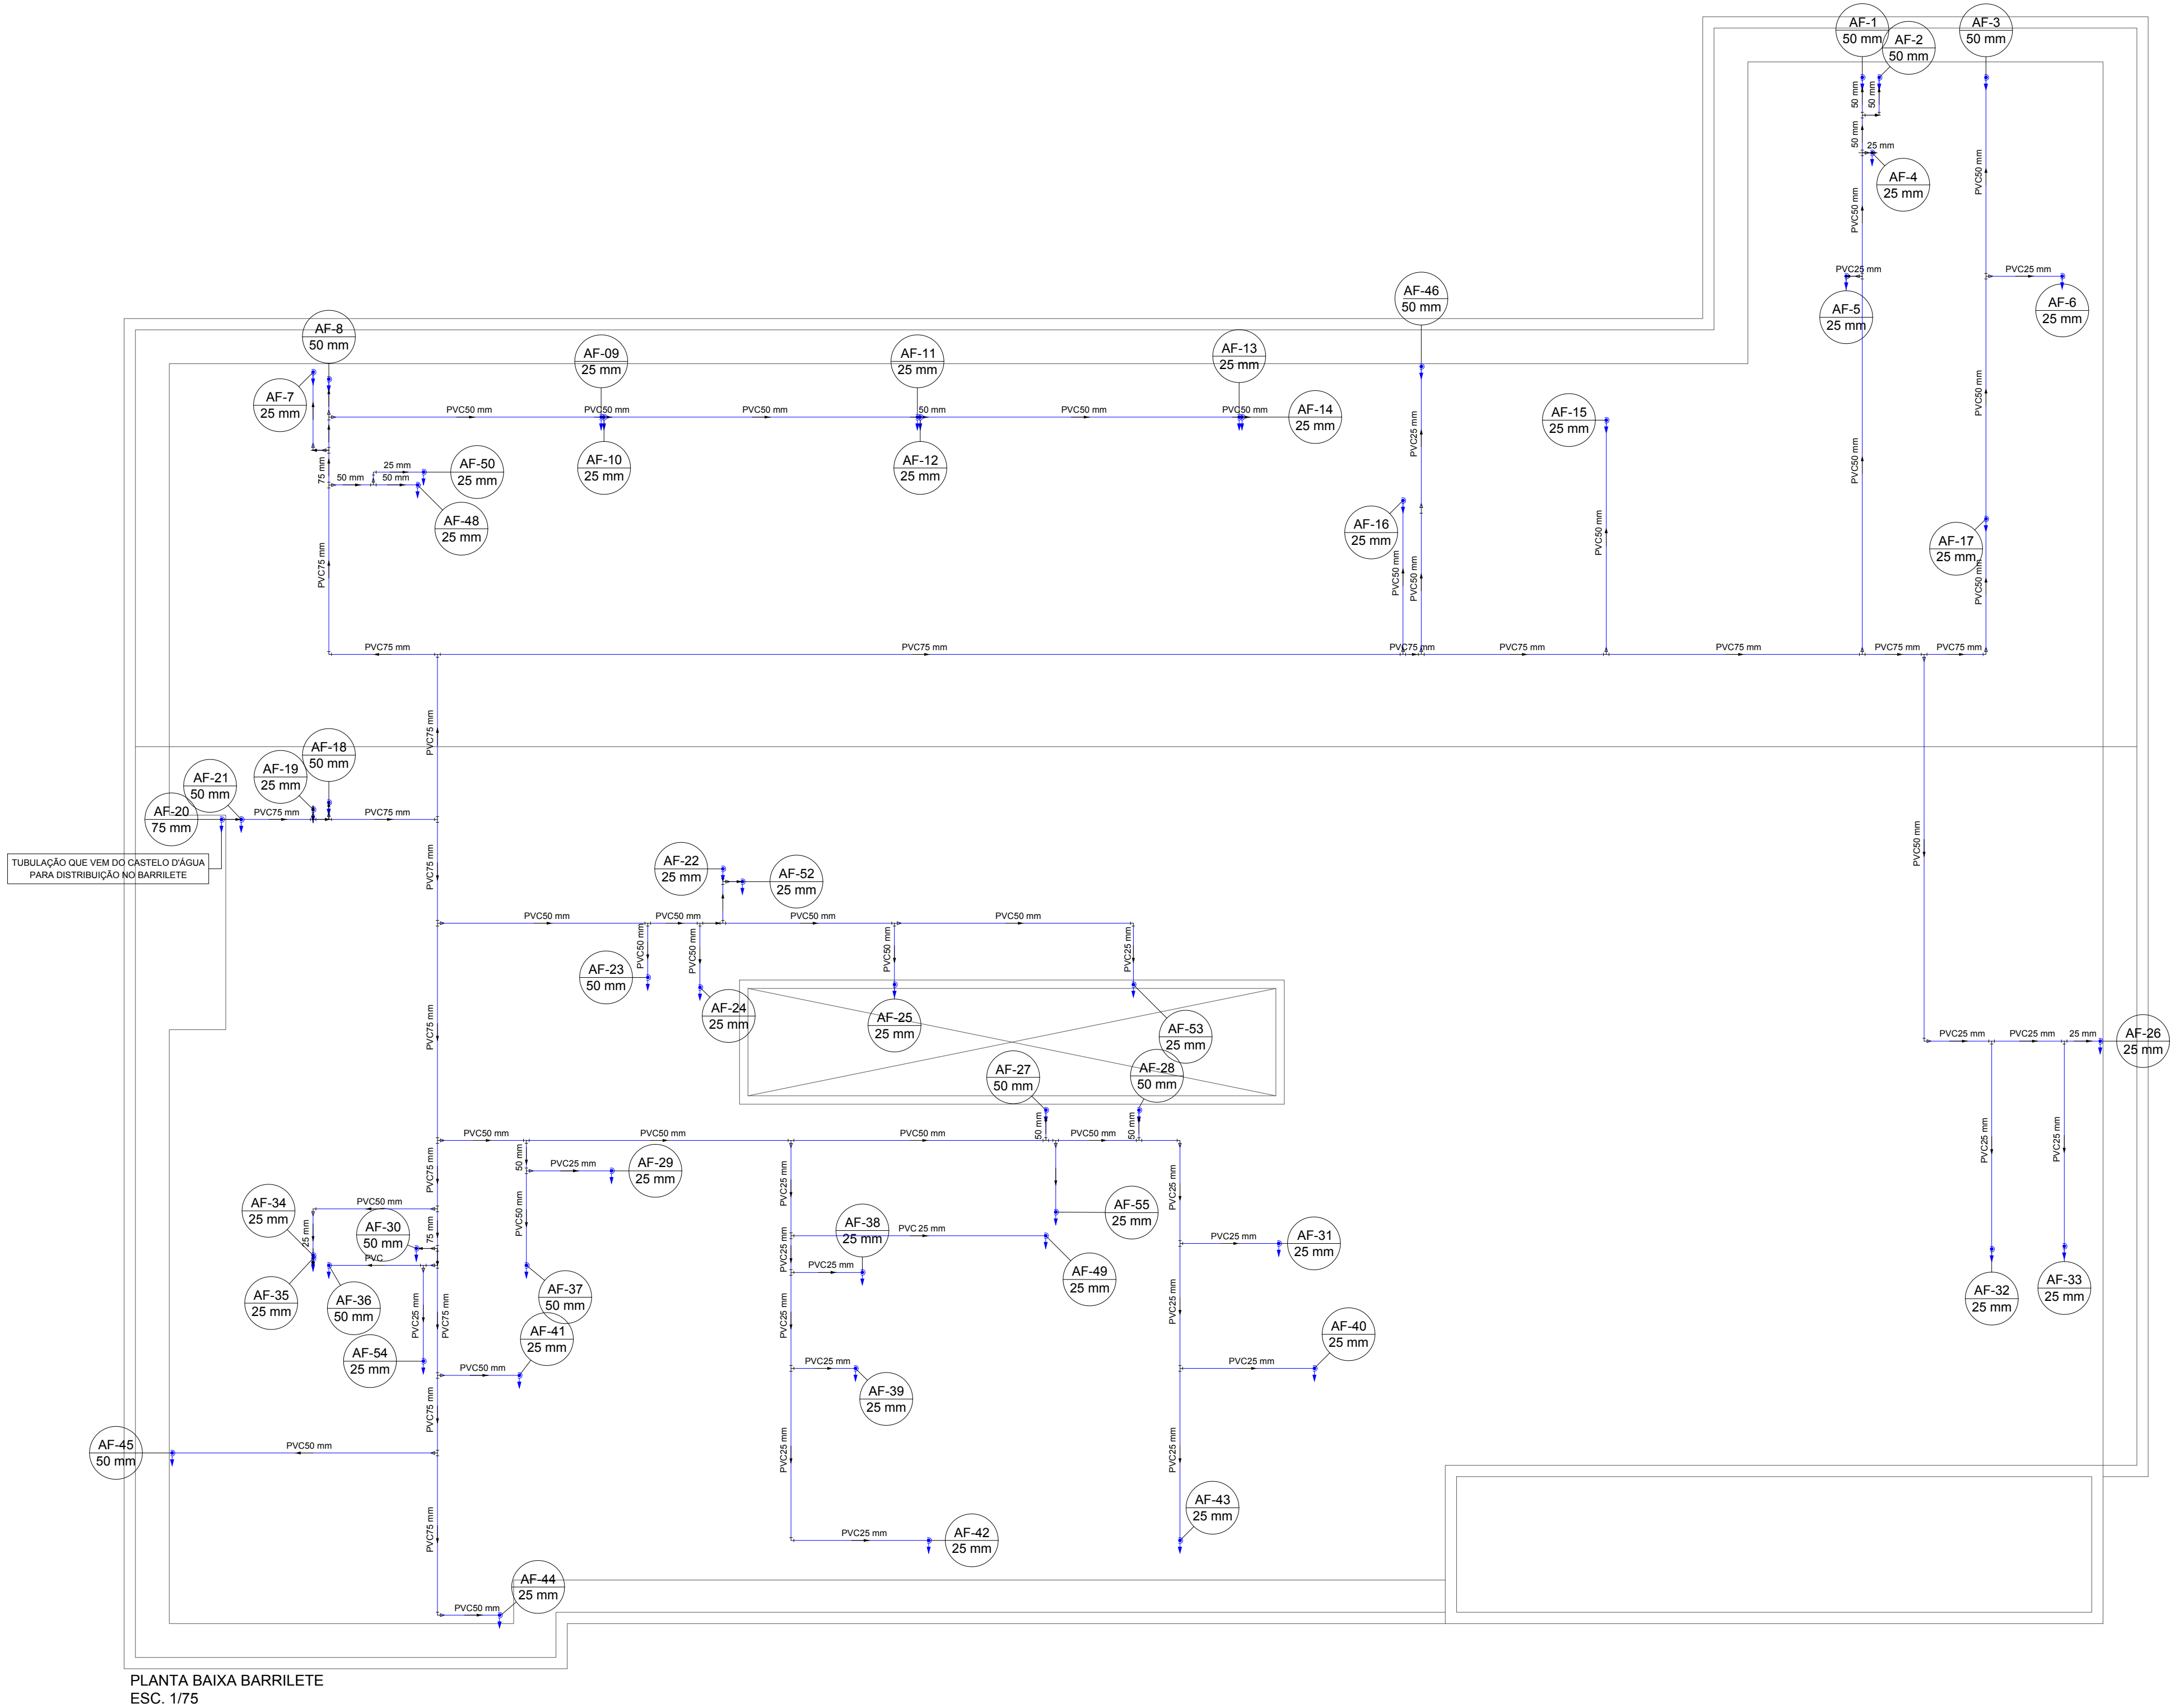 AF-1
50 mm
AF-2
50 mm
AF-3
50 mm
50 mm
50 mm
50 mm
25 mm
AF-4
25 mm
PVC50 mm
PVC50 mm
PVC25 mm
AF-5
25 mm
PVC25 mm
AF-6
25 mm
AF-46
50 mm
AF-8
50 mm
AF-09
25 mm
AF-11
25 mm
AF-13
25 mm
AF-7
25 mm
PVC50 mm
PVC50 mm
PVC50 mm
50 mm
PVC50 mm
PVC50 mm
AF-14
25 mm
AF-15
25 mm
PVC25 mm
PVC50 mm
PVC50 mm
AF-10
25 mm
AF-12
25 mm
75 mm
25 mm
50 mm
50 mm
AF-50
25 mm
AF-48
25 mm
AF-16
25 mm
AF-17
25 mm
PVC75 mm
PVC50 mm
PVC50 mm
PVC50 mm
PVC50 mm
PVC75 mm
PVC75 mm
PVC75 mm
PVC75 mm
PVC75 mm
PVC75 mm
PVC75 mm
PVC75 mm
AF-18
50 mm
AF-19
25 mm
AF-21
50 mm
AF-20
75 mm
PVC75 mm
PVC75 mm
TUBULAÇÃO QUE VEM DO CASTELO D'ÁGUA
PARA DISTRIBUIÇÃO NO BARRILETE
PVC75 mm
PVC50 mm
AF-22
25 mm
AF-52
25 mm
PVC50 mm
PVC50 mm
PVC50 mm
PVC50 mm
PVC50 mm
PVC50 mm
PVC50 mm
PVC25 mm
AF-23
50 mm
AF-24
25 mm
AF-25
25 mm
AF-53
25 mm
PVC75 mm
PVC25 mm
PVC25 mm
25 mm
AF-26
25 mm
AF-27
50 mm
AF-28
50 mm
50 mm
50 mm
PVC50 mm
PVC50 mm
PVC50 mm
PVC50 mm
PVC75 mm
50 mm
PVC25 mm
AF-29
25 mm
PVC25 mm
PVC25 mm
PVC25 mm
PVC25 mm
AF-34
25 mm
PVC50 mm
AF-30
50 mm
75 mm
25 mm
PVC
PVC50 mm
AF-38
25 mm
PVC 25 mm
AF-55
25 mm
PVC25 mm
PVC25 mm
PVC25 mm
AF-31
25 mm
AF-49
25 mm
AF-35
25 mm
AF-36
50 mm
AF-37
50 mm
AF-32
25 mm
AF-33
25 mm
PVC25 mm
PVC75 mm
PVC25 mm
PVC25 mm
AF-41
25 mm
AF-40
25 mm
AF-54
25 mm
PVC50 mm
PVC25 mm
PVC25 mm
AF-39
25 mm
PVC75 mm
AF-45
50 mm
PVC50 mm
PVC25 mm
PVC25 mm
AF-43
25 mm
PVC75 mm
PVC25 mm
AF-42
25 mm
AF-44
25 mm
PVC50 mm
PLANTA BAIXA BARRILETE
ESC. 1/75